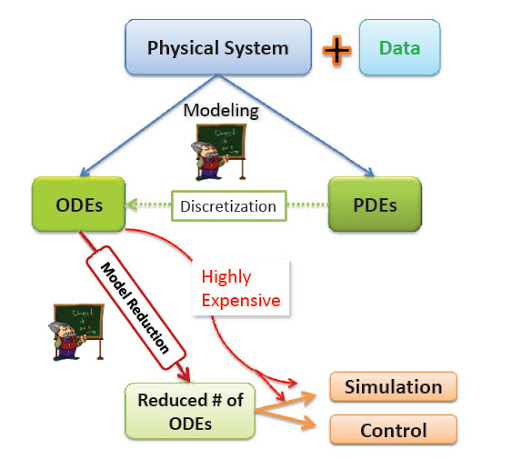 Physical System
+
Data
Modeling
ODEs
Discretization
PDEs
Model Reduction
Highly
Expensive
Reduced # of
ODEs
Simulation
Control